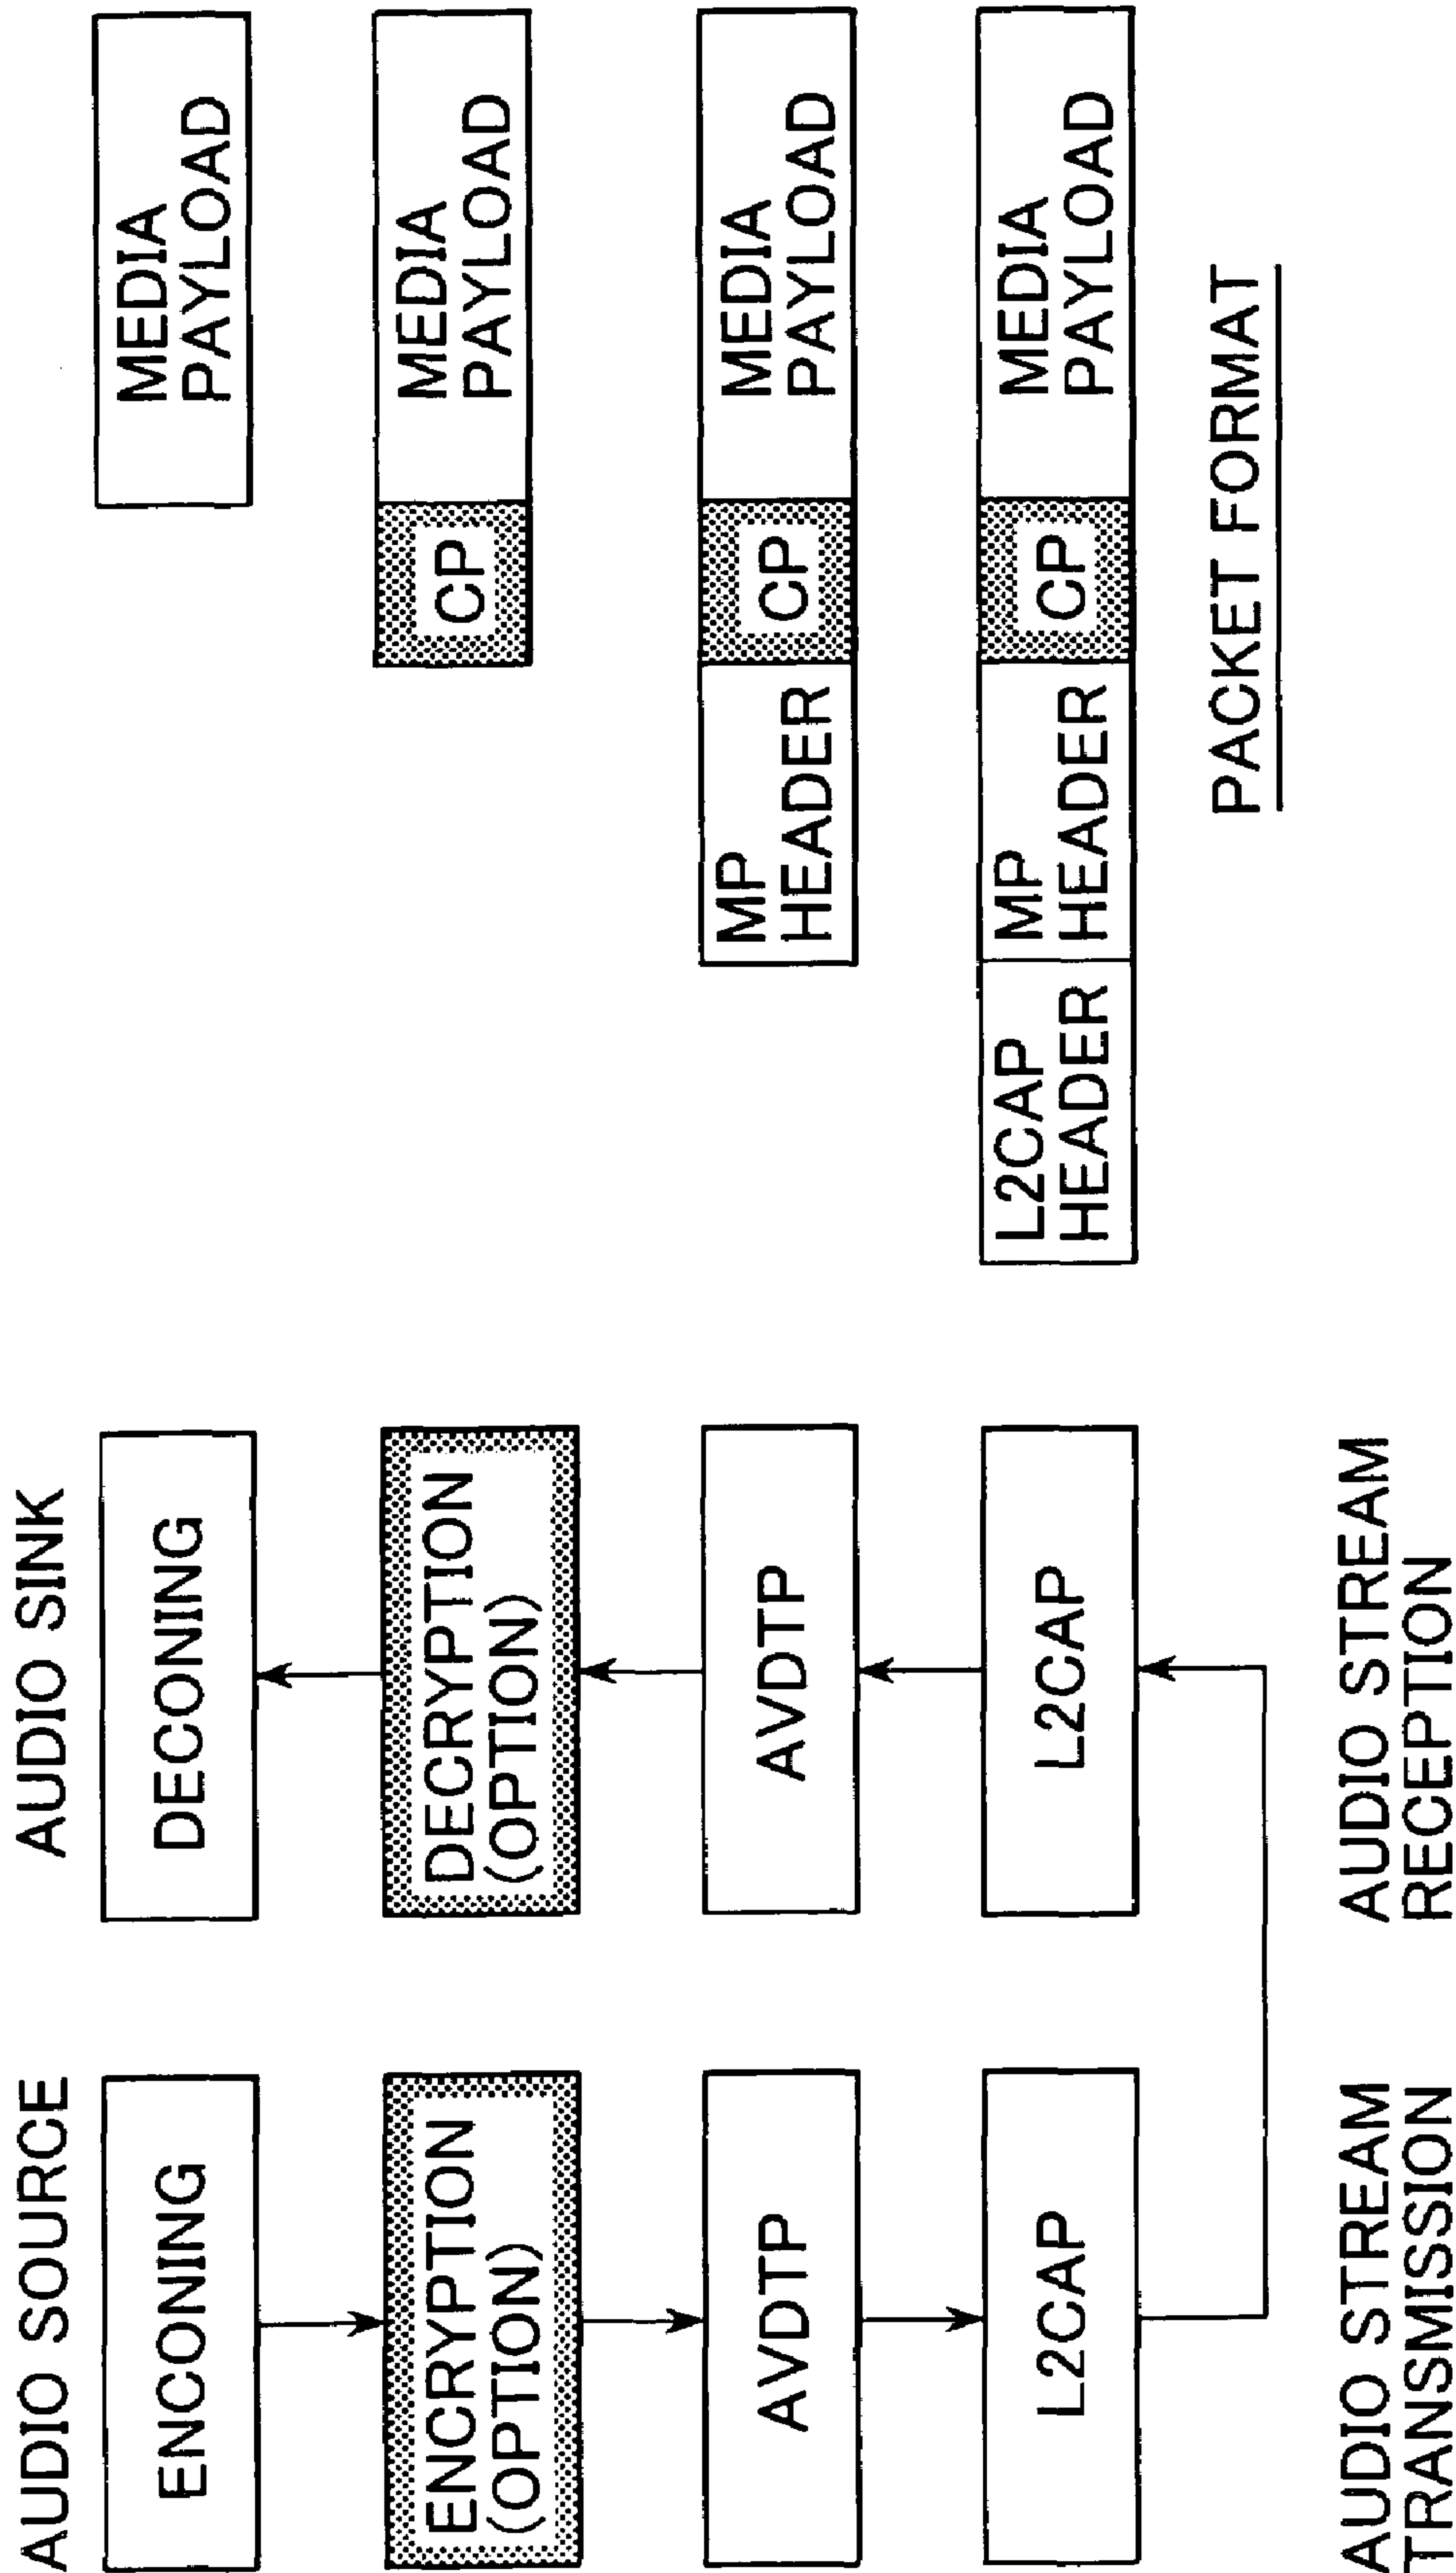 AUDIO SOURCE
ENCONING
ENCRYPTION
(OPTION)
AVDTP
L2CAP
AUDIO STREAM
TRANSMISSION
AUDIO SINK
DECONING
DECRYPTION
(OPTION)
AVDTP
L2CAP
AUDIO STREAM
RECEPTION
MEDIA
PAYLOAD
CP
MEDIA
PAYLOAD
MP
HEADER
CP
MEDIA
PAYLOAD
L2CAP
HEADER
MP
HEADER
CP
MEDIA
PAYLOAD
PACKET FORMAT